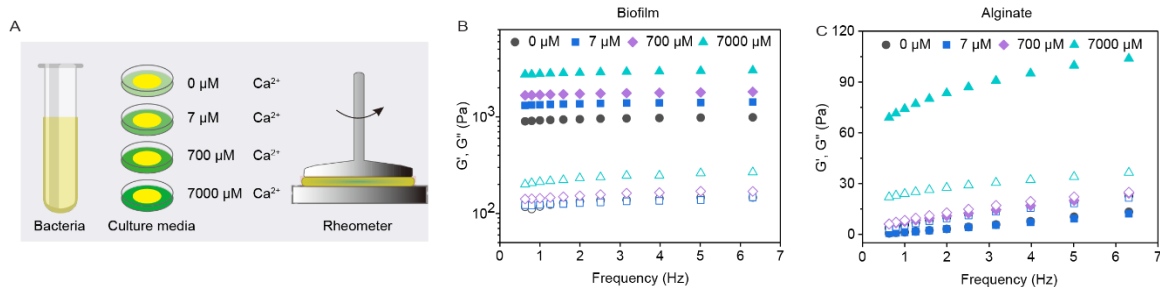 A
0 µM Ca²⁺
7 µM Ca²⁺
700 µM Ca²⁺
7000 µM Ca²⁺
Bacteria Culture media Rheometer
B
Biofilm
0 µM 7 µM 700 µM 7000 µM
G', G" (Pa)
10³
10²
1 2 3 4 5 6 7
Frequency (Hz)
C
Alginate
0 µM 7 µM 700 µM 7000 µM
G', G" (Pa)
120
90
60
30
0
0 1 2 3 4 5 6 7
Frequency (Hz)